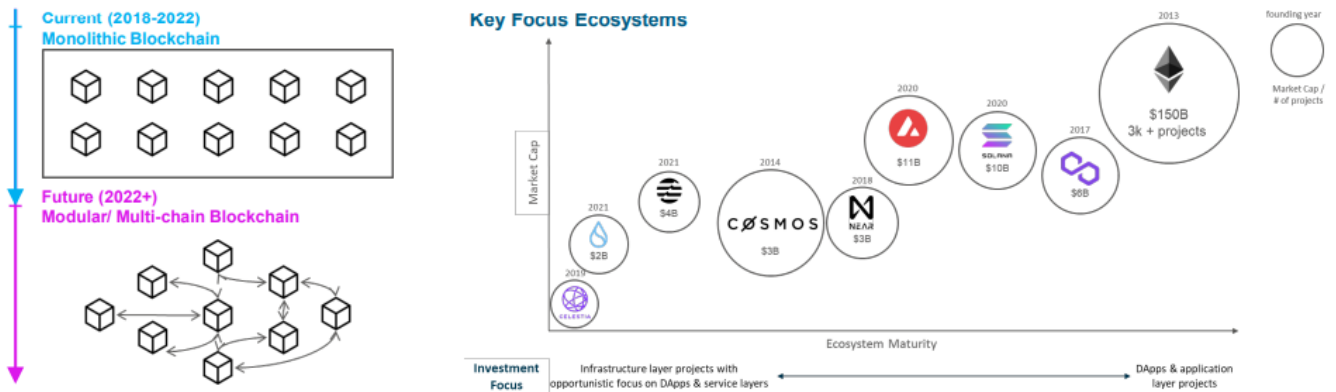 Current (2018-2022)
Monolithic Blockchain
Future (2022+)
Modular/ Multi-chain Blockchain
Key Focus Ecosystems
Market Cap
2019
CELESTIA
2021
$2B
2021
$4B
2014
COSMOS
$3B
2018
NEAR
$3B
2020
$11B
2020
SOLANA
$10B
2017
$6B
2013
$150B
3k + projects
founding year
Market Cap /
# of projects
Ecosystem Maturity
Investment
Focus
Infrastructure layer projects with
opportunistic focus on DApps & service layers
DApps & application
layer projects